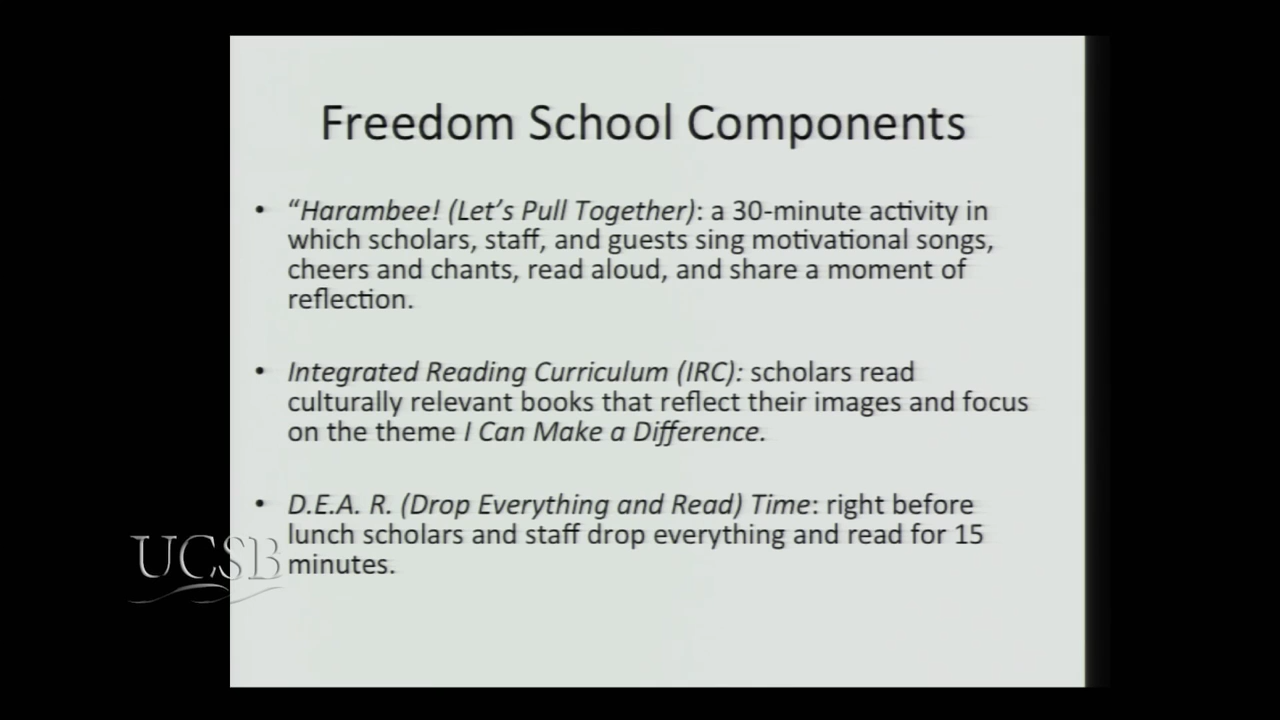 Freedom School Components
• “Harambee! (Let’s Pull Together): a 30-minute activity in
which scholars, staff, and guests sing motivational songs,
cheers and chants, read aloud, and share a moment of
reflection.
• Integrated Reading Curriculum (IRC): scholars read
culturally relevant books that reflect their images and focus
on the theme I Can Make a Difference.
• D.E.A. R. (Drop Everything and Read) Time: right before
lunch scholars and staff drop everything and read for 15
minutes.
UCSB